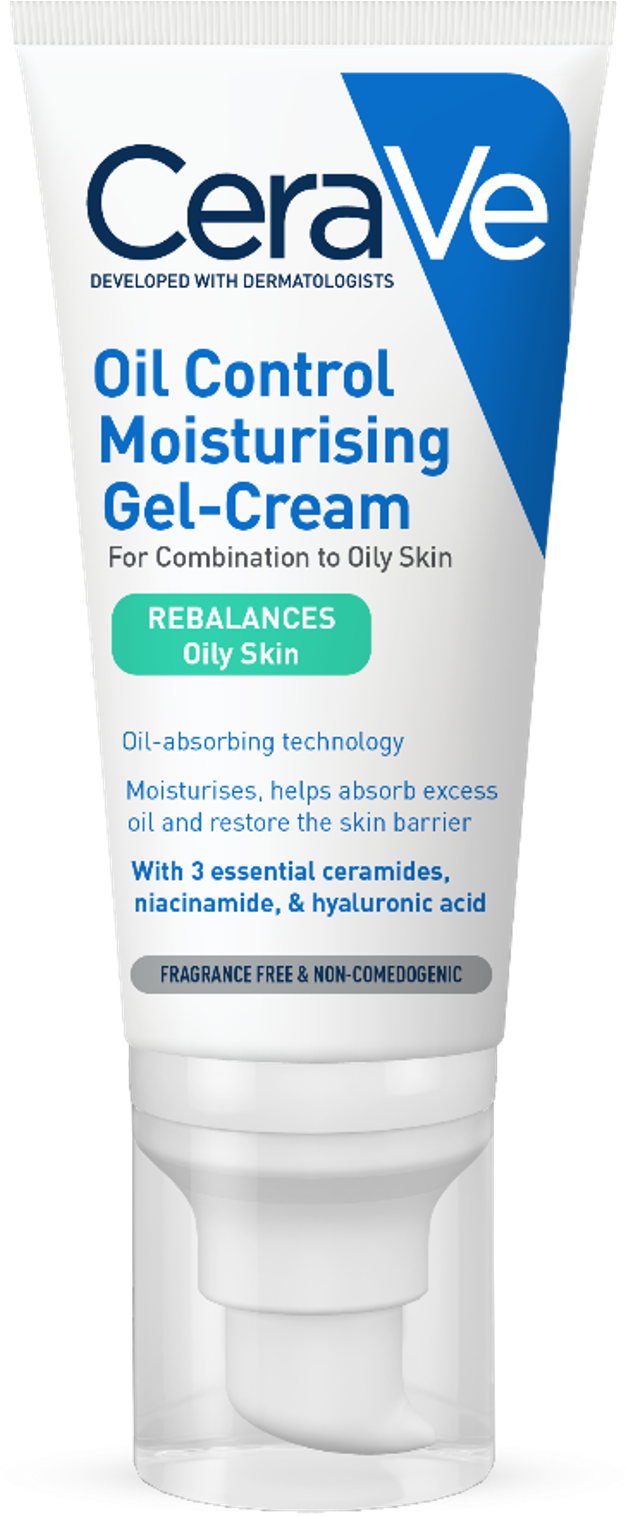 CeraVe
DEVELOPED WITH DERMATOLOGISTS
Oil Control
Moisturising
Gel-Cream
For Combination to Oily Skin
REBALANCES
Oily Skin
Oil-absorbing technology
Moisturises, helps absorb excess
oil and restore the skin barrier
With 3 essential ceramides,
niacinamide, & hyaluronic acid
FRAGRANCE FREE & NON-COMEDOGENIC